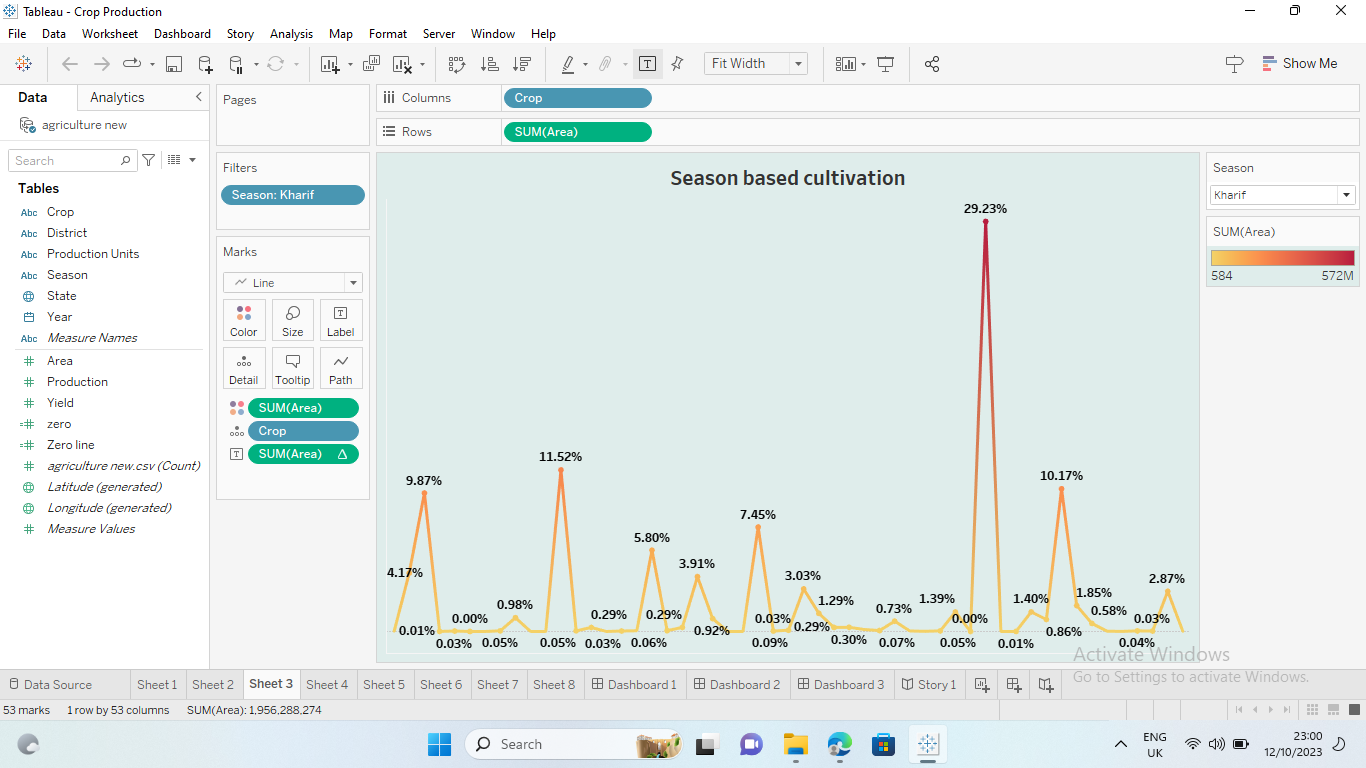 Tableau - Crop Production
File Data Worksheet Dashboard Story Analysis Map Format Server Window Help
Fit Width
Show Me
Data
Analytics
agriculture new
Search
Tables
Abc Crop
Abc District
Abc Production Units
Abc Season
State
Year
Abc Measure Names
Area
Production
Yield
zero
Zero line
agriculture new.csv (Count)
Latitude (generated)
Longitude (generated)
Measure Values
Pages
Filters
Season: Kharif
Marks
Line
Color Size Label
Detail Tooltip Path
SUM(Area)
Crop
SUM(Area)
Columns
Crop
Rows
SUM(Area)
Season based cultivation
29.23%
11.52%
10.17%
9.87%
7.45%
5.80%
3.91%
4.17%
3.03%
2.87%
0.98% 1.29% 1.39% 1.40% 1.85%
0.00% 0.29% 0.29% 0.03% 0.73% 0.00% 0.58% 0.03%
0.01% 0.92% 0.29% 0.86%
0.03% 0.05% 0.05% 0.03% 0.06% 0.09% 0.30% 0.07% 0.05% 0.01% 0.04%
Season
Kharif
SUM(Area)
584 572M
Activate Windows
Go to Settings to activate Windows.
Data Source Sheet 1 Sheet 2 Sheet 3 Sheet 4 Sheet 5 Sheet 6 Sheet 7 Sheet 8 Dashboard 1 Dashboard 2 Dashboard 3 Story 1
53 marks 1 row by 53 columns SUM(Area): 1,956,288,274
Search
ENG
UK
23:00
12/10/2023